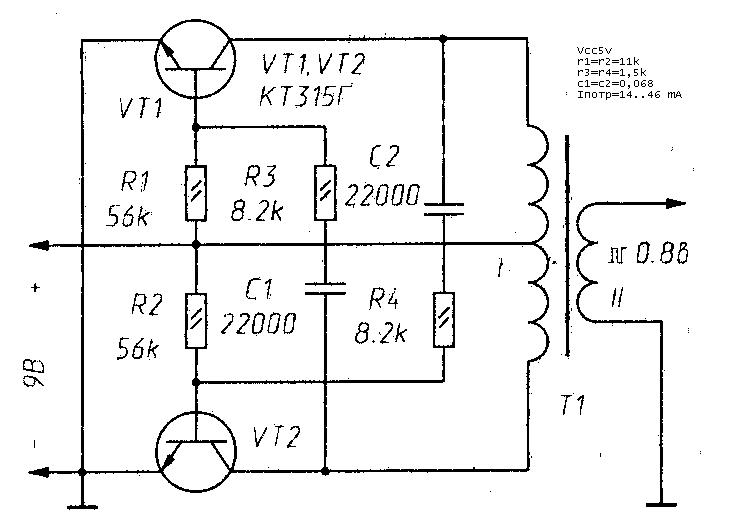 Vcc5v
r1=r2=11k
r3=r4=1,5k
c1=c2=0,068
Iпотр=14..46 mA
VT1,VT2
КТ315Г
VT1
C2
22000
R1
56k
R3
8.2k
I
0.8в
+
R2
56k
C1
22000
R4
8.2k
II
9В
-
T1
VT2